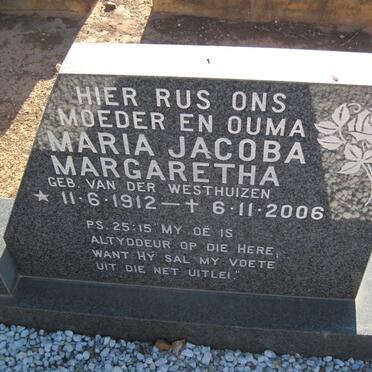 HIER RUS ONS
MOEDER EN OUMA
MARIA JACOBA
MARGARETHA
GEB. VAN DER WESTHUIZEN
★ 11·6·1912 – ✝ 6·11·2006
PS. 25:15 "MY OË IS
ALTYDDEUR OP DIE HERE,
WANT HY SAL MY VOETE
UIT DIE NET UITLEI."